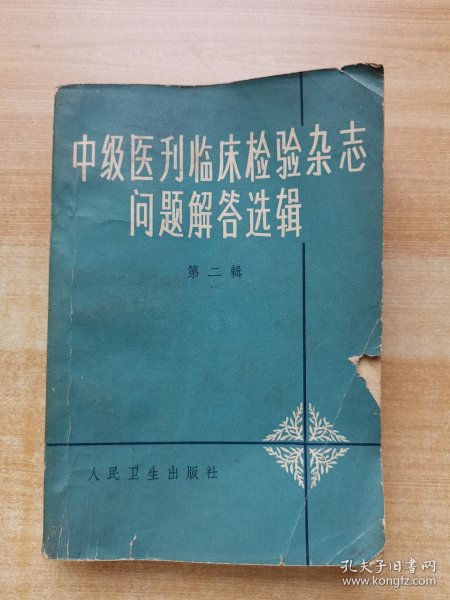 中级医刊临床检验杂志
问题解答选辑
第二辑
人民卫生出版社
孔夫子旧书网
www.kongfz.com